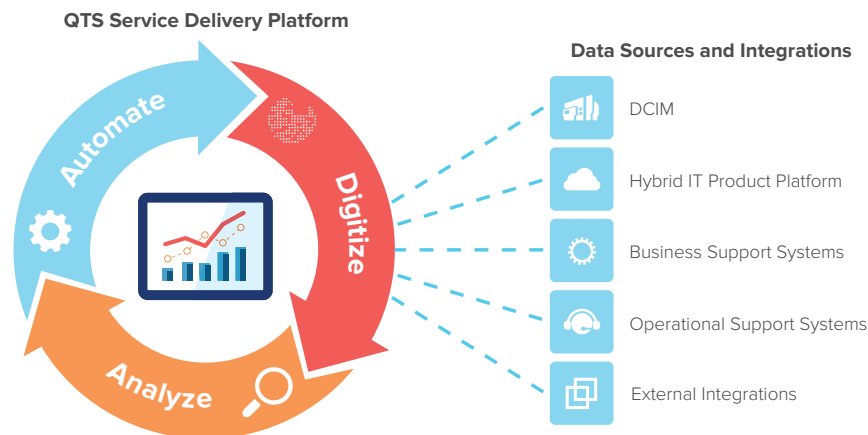 QTS Service Delivery Platform
Data Sources and Integrations
Automate
Digitize
Analyze
DCIM
Hybrid IT Product Platform
Business Support Systems
Operational Support Systems
External Integrations